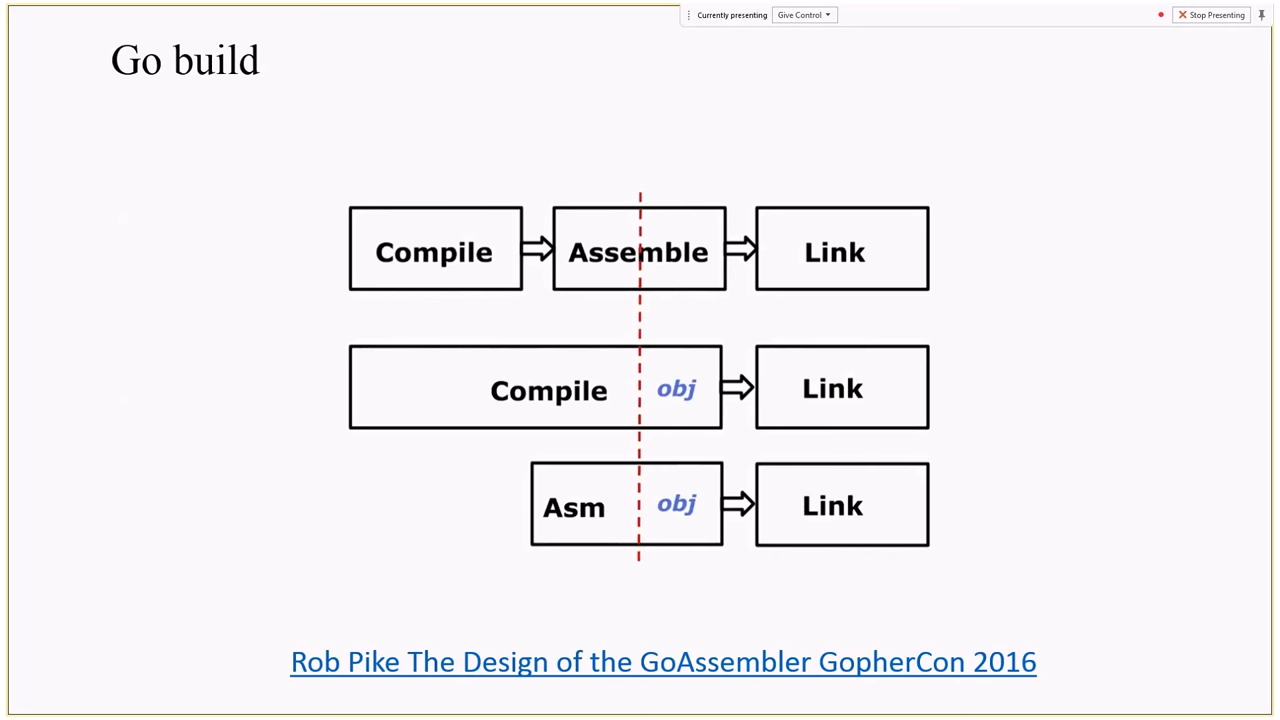 Currently presenting Give Control Stop Presenting
Go build
Compile Assemble Link
Compile obj Link
Asm obj Link
Rob Pike The Design of the GoAssembler GopherCon 2016